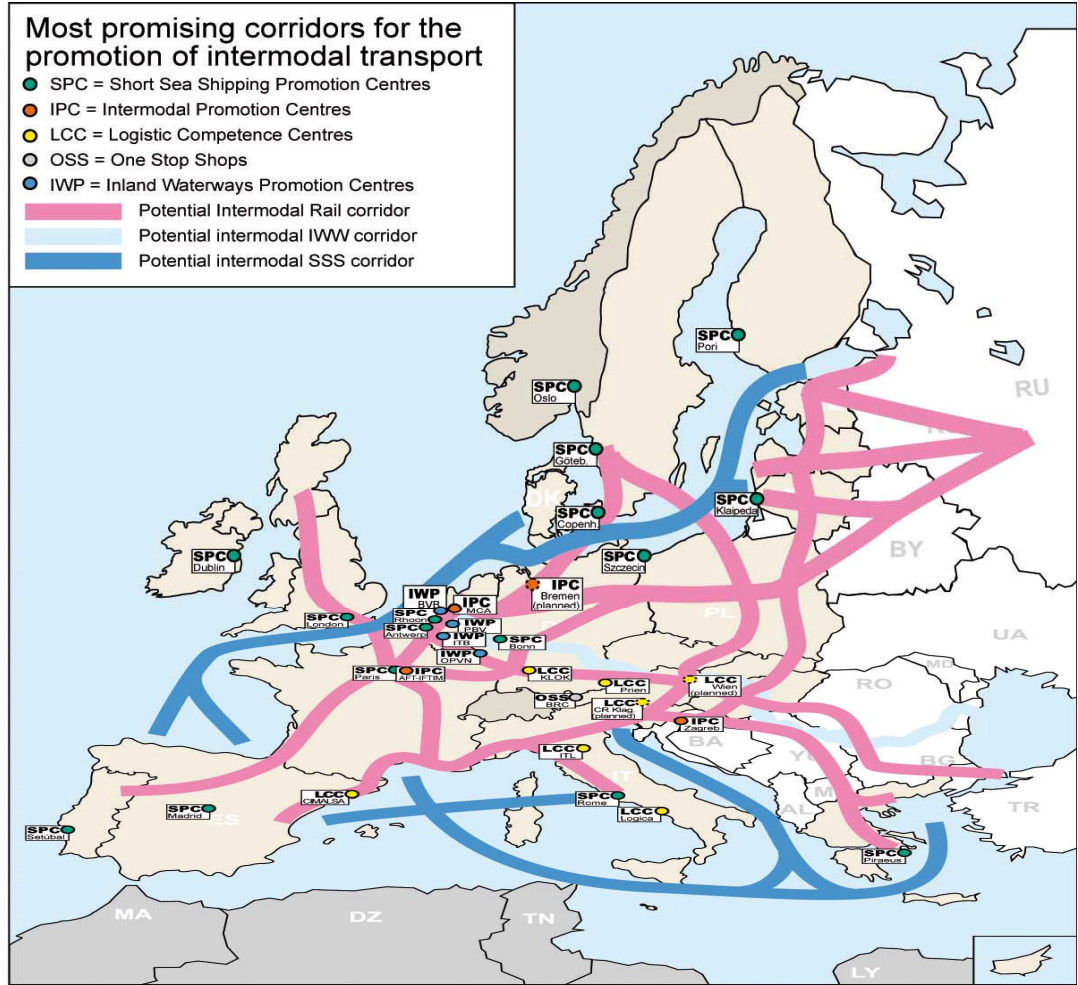 Most promising corridors for the
promotion of intermodal transport
SPC = Short Sea Shipping Promotion Centres
IPC = Intermodal Promotion Centres
LCC = Logistic Competence Centres
OSS = One Stop Shops
IWP = Inland Waterways Promotion Centres
Potential Intermodal Rail corridor
Potential intermodal IWW corridor
Potential intermodal SSS corridor
SPC
Pori
SPC
Oslo
RU
SPC
Göteb.
SPC
Klaipeda
DK
SPC
Copenh.
SPC
Dublin
SPC
Szczecin
BY
IPC
Bremen
(planned)
IWP
BVB
IPC
MCA
SPC
London
SPC
Rhoon
IWP
PBV
PL
SPC
Antwerp
IWP
ITB
SPC
Bonn
UA
IWP
OPVN
SPC
Paris
IPC
AFT-IFTIM
LCC
KLOK
LCC
Prien
LCC
Wien
(planned)
MD
RO
OSS
BRC
LCC
CR Klag.
(planned)
IPC
Zagreb
BA
YU
BG
LCC
ITL
IT
LCC
CIMALSA
SPC
Rome
AL
TR
SPC
Madrid
ES
LCC
Logica
SPC
Setúbal
SPC
Piraeus
MA
DZ
TN
LY